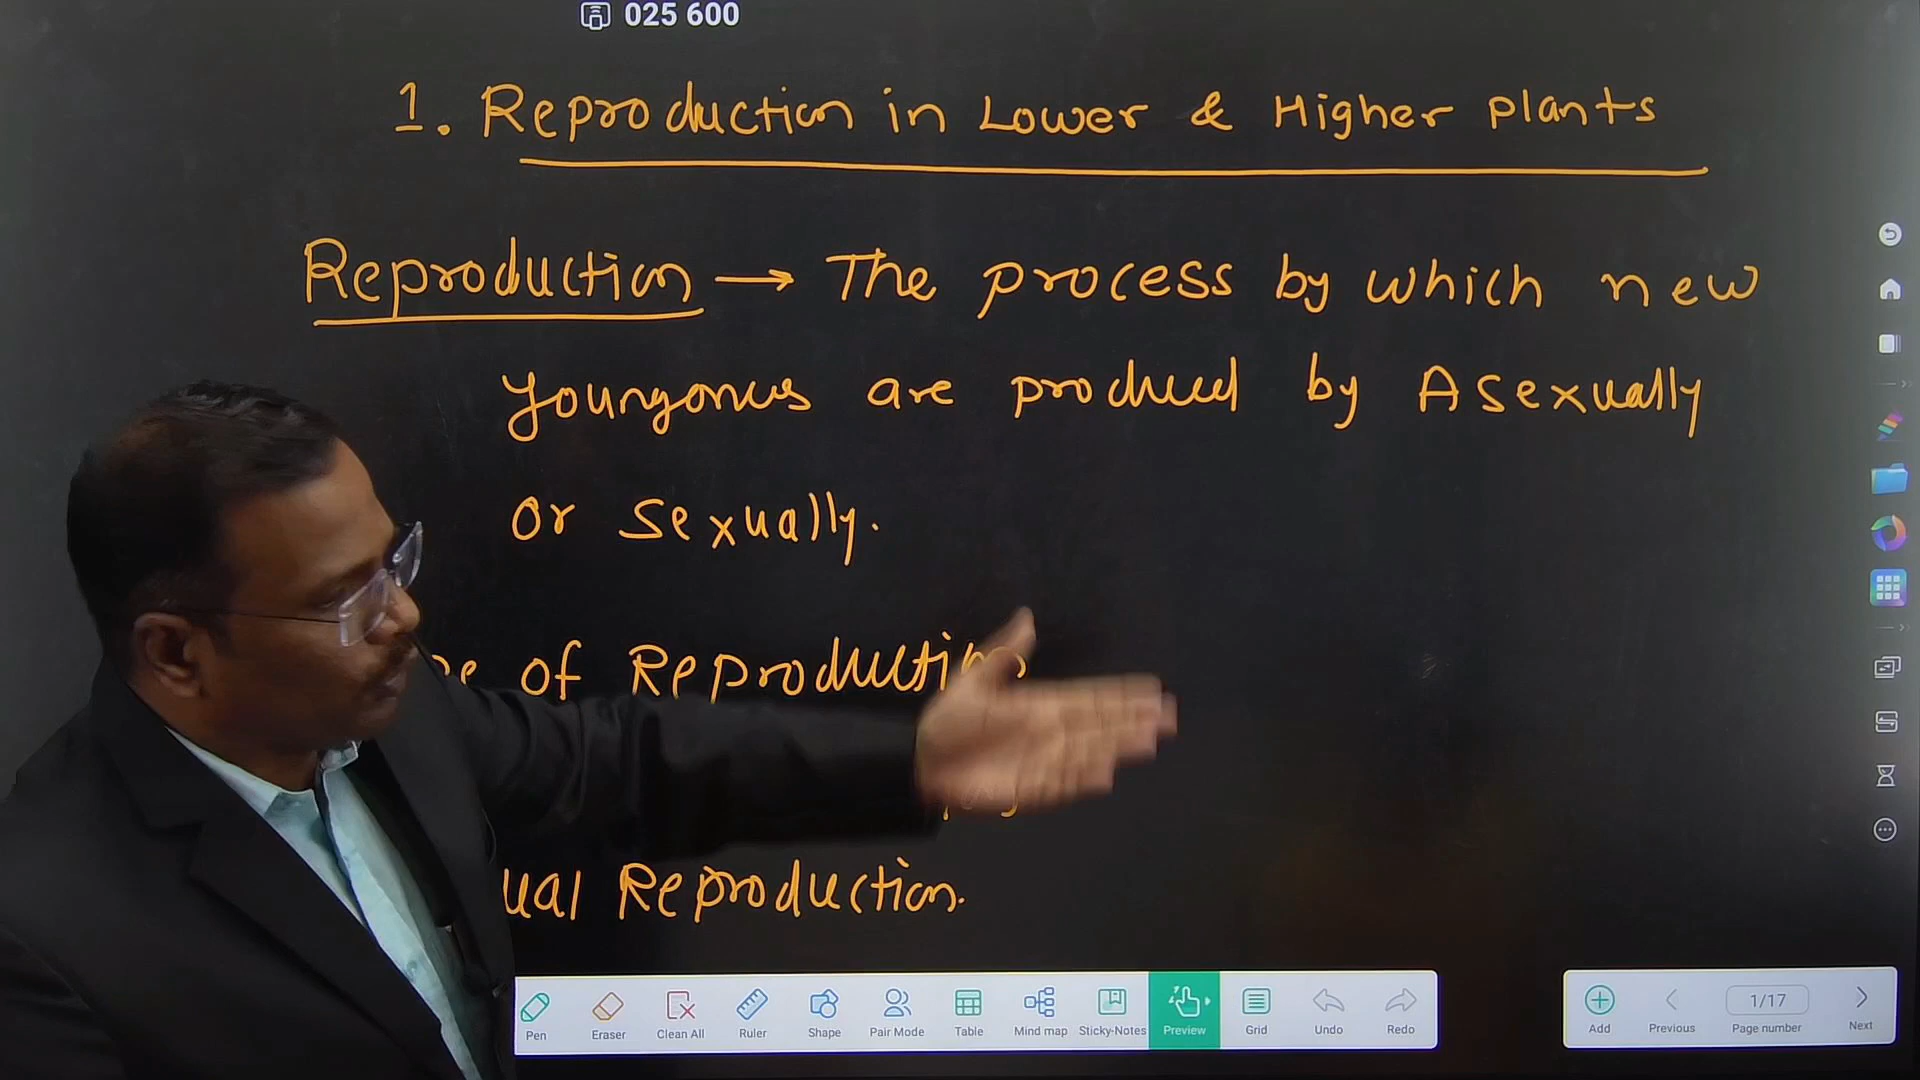 025 600
1. Reproduction in Lower & Higher Plants
Reproduction → The process by which new
youngones are produced by Asexually
or sexually.
of Reproduction
ual Reproduction.
Pen
Eraser
Clean All
Ruler
Shape
Pair Mode
Table
Mind map
Sticky-Notes
Preview
Grid
Undo
Redo
Add
Previous
1/17
Page number
Next